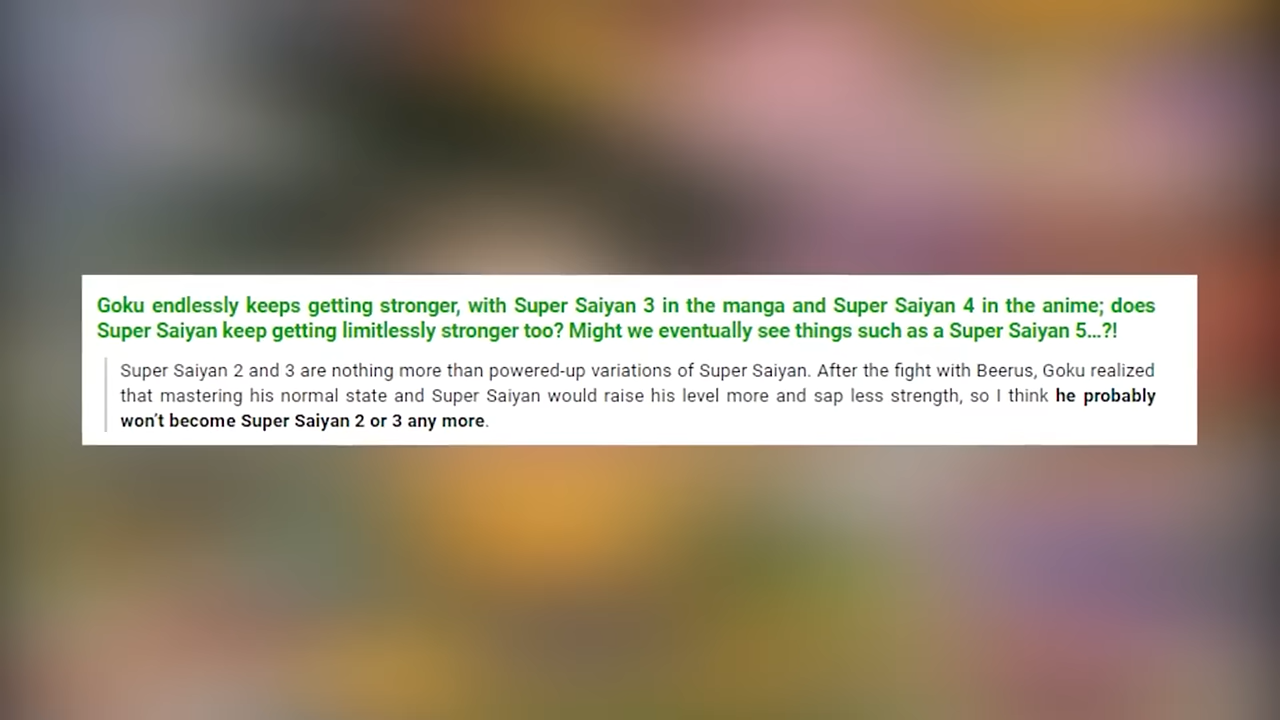 Goku endlessly keeps getting stronger, with Super Saiyan 3 in the manga and Super Saiyan 4 in the anime; does
Super Saiyan keep getting limitlessly stronger too? Might we eventually see things such as a Super Saiyan 5...?!
Super Saiyan 2 and 3 are nothing more than powered-up variations of Super Saiyan. After the fight with Beerus, Goku realized
that mastering his normal state and Super Saiyan would raise his level more and sap less strength, so I think he probably
won't become Super Saiyan 2 or 3 any more.